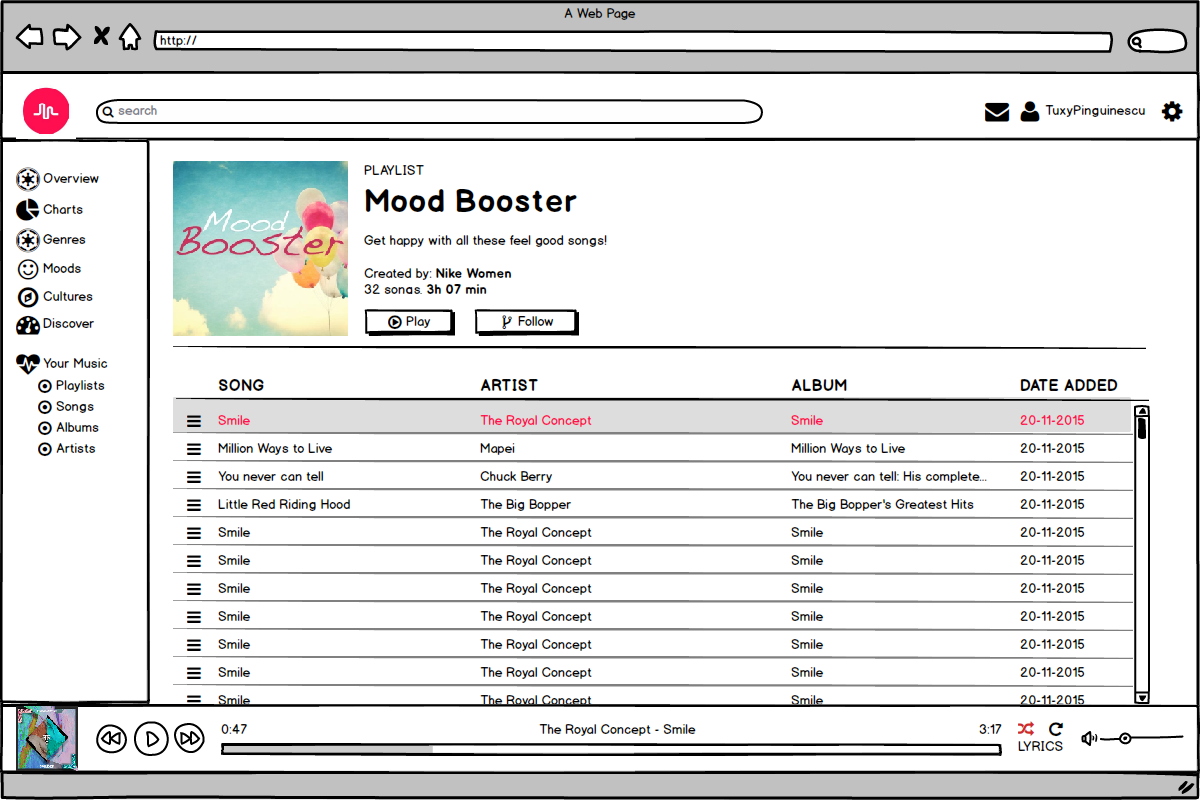 A Web Page
http://
search
TuxyPinguinescu
Overview
Charts
Genres
Moods
Cultures
Discover
Your Music
Playlists
Songs
Albums
Artists
Mood
Booster
PLAYLIST
Mood Booster
Get happy with all these feel good songs!
Created by: Nike Women
32 songs. 3h 07 min
Play
Follow
SONG ARTIST ALBUM DATE ADDED
Smile The Royal Concept Smile 20-11-2015
Million Ways to Live Mapei Million Ways to Live 20-11-2015
You never can tell Chuck Berry You never can tell: His complete... 20-11-2015
Little Red Riding Hood The Big Bopper The Big Bopper's Greatest Hits 20-11-2015
Smile The Royal Concept Smile 20-11-2015
Smile The Royal Concept Smile 20-11-2015
Smile The Royal Concept Smile 20-11-2015
Smile The Royal Concept Smile 20-11-2015
Smile The Royal Concept Smile 20-11-2015
Smile The Royal Concept Smile 20-11-2015
Smile The Royal Concept Smile 20-11-2015
0:47 The Royal Concept - Smile 3:17
LYRICS